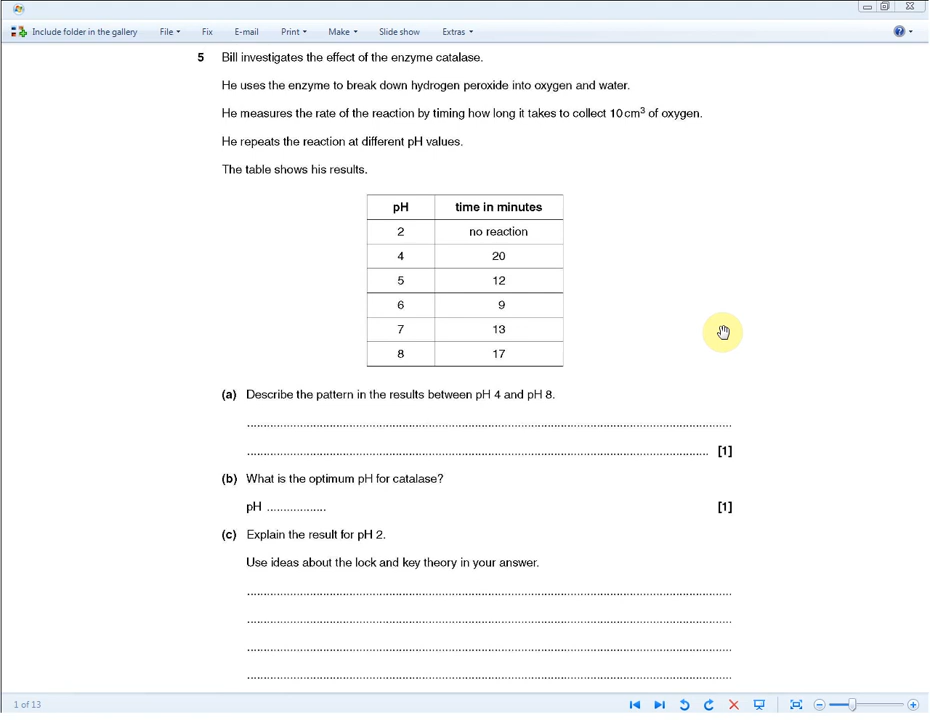 Include folder in the gallery File Fix E-mail Print Make Slide show Extras ?
5 Bill investigates the effect of the enzyme catalase.
He uses the enzyme to break down hydrogen peroxide into oxygen and water.
He measures the rate of the reaction by timing how long it takes to collect 10 cm³ of oxygen.
He repeats the reaction at different pH values.
The table shows his results.
pH time in minutes
2 no reaction
4 20
5 12
6 9
7 13
8 17
(a) Describe the pattern in the results between pH 4 and pH 8.
................................................................................
................................................................................ [1]
(b) What is the optimum pH for catalase?
pH .................. [1]
(c) Explain the result for pH 2.
Use ideas about the lock and key theory in your answer.
................................................................................
................................................................................
................................................................................
................................................................................
1 of 13